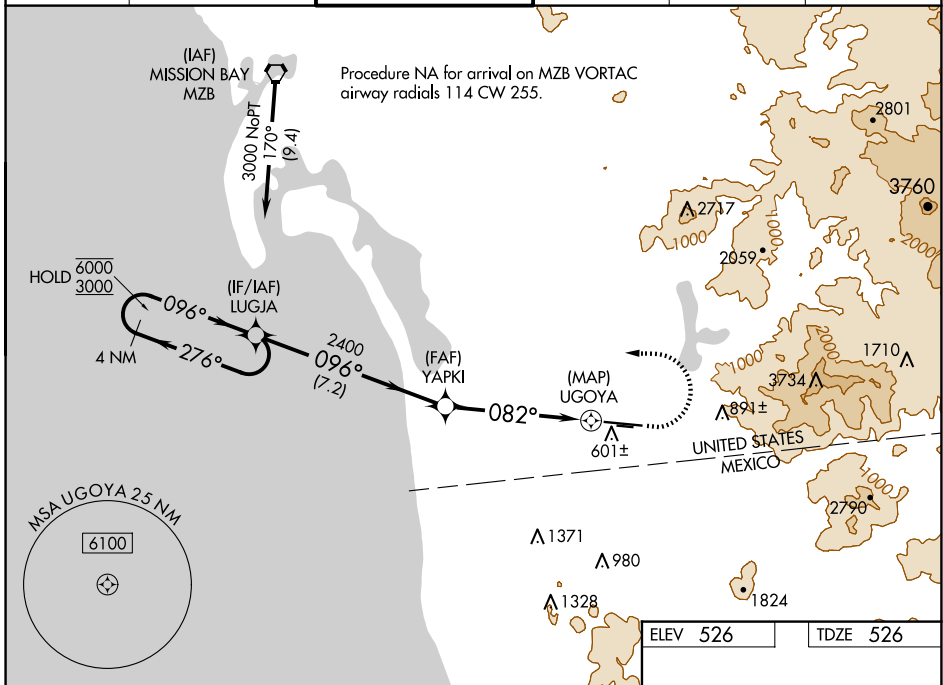 (IAF)
MISSION BAY
MZB
Procedure NA for arrival on MZB VORTAC
airway radials 114 CW 255.
3000 NoPT
170°
(9.4)
2801
3760
2717
1000
1000
2000
2059
HOLD 6000
3000
096°
(IF/IAF)
LUGJA
4 NM
276°
2400
096°
(7.2)
(FAF)
YAPKI
082°
(MAP)
UGOYA
601±
1000
1710
3734
891±
UNITED STATES
MEXICO
1000
2790
MSA UGOYA 25 NM
6100
1371
980
1328
1824
ELEV 526
TDZE 526